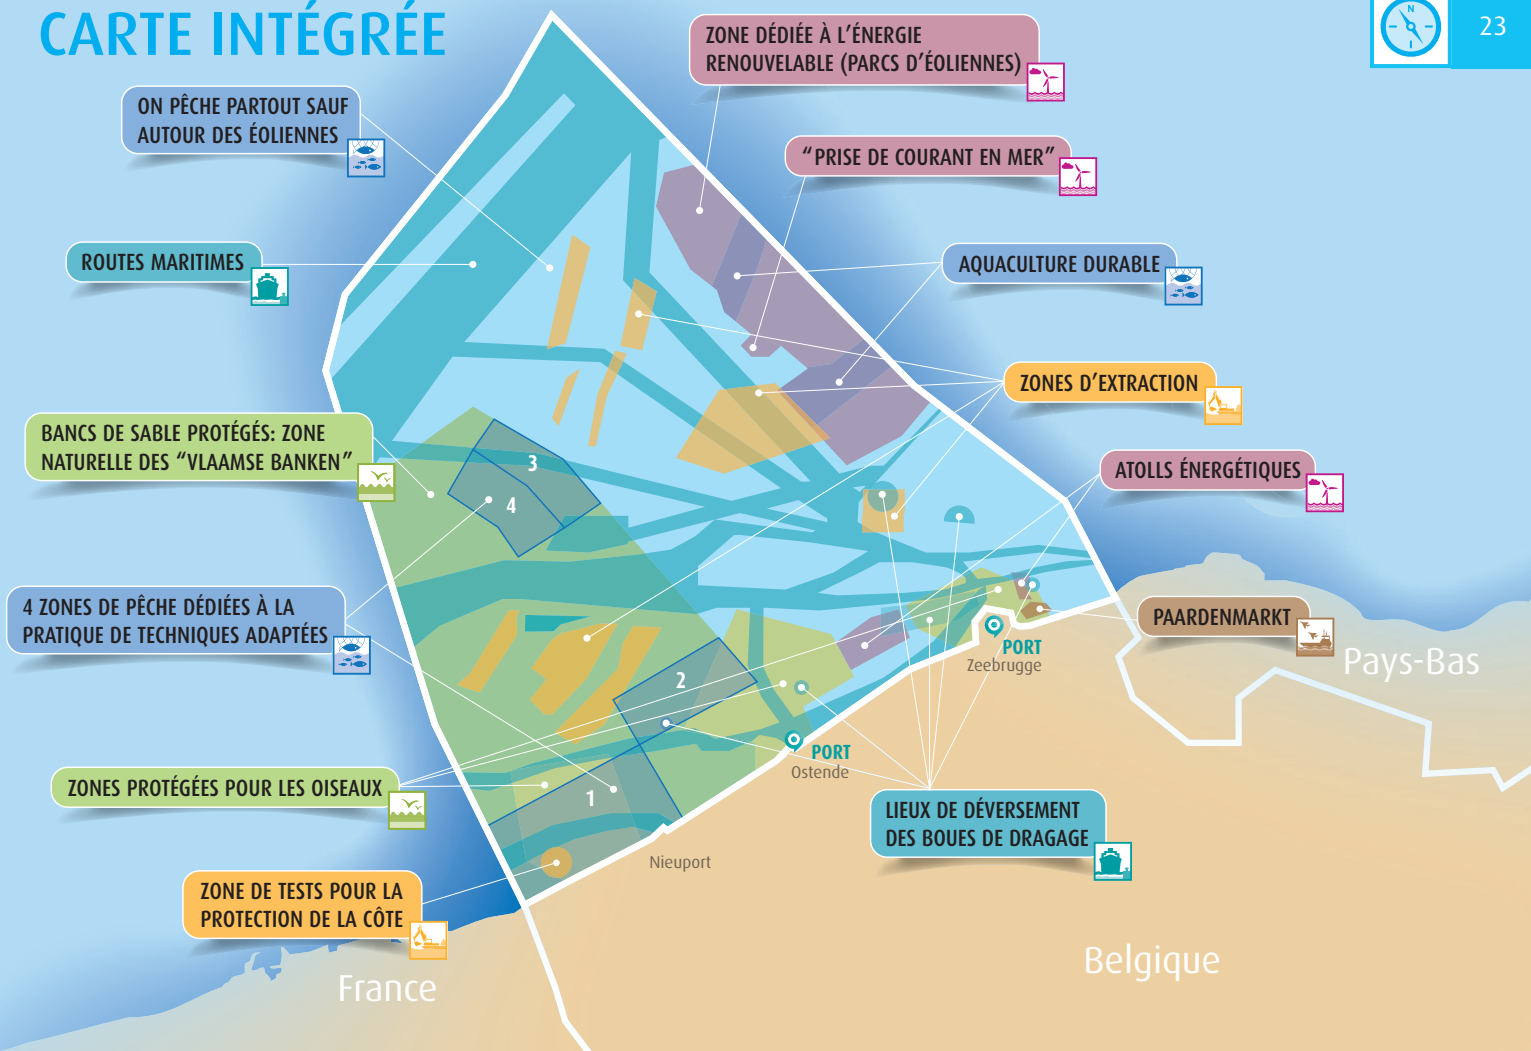 CARTE INTÉGRÉE
N
23
ZONE DÉDIÉE À L'ÉNERGIE
RENOUVELABLE (PARCS D'ÉOLIENNES)
ON PÊCHE PARTOUT SAUF
AUTOUR DES ÉOLIENNES
“PRISE DE COURANT EN MER”
ROUTES MARITIMES
AQUACULTURE DURABLE
ZONES D'EXTRACTION
BANCS DE SABLE PROTÉGÉS: ZONE
NATURELLE DES “VLAAMSE BANKEN”
3
4
ATOLLS ÉNERGÉTIQUES
4 ZONES DE PÊCHE DÉDIÉES À LA
PRATIQUE DE TECHNIQUES ADAPTÉES
PAARDENMARKT
PORT
Zeebrugge
Pays-Bas
2
PORT
Ostende
ZONES PROTÉGÉES POUR LES OISEAUX
1
LIEUX DE DÉVERSEMENT
DES BOUES DE DRAGAGE
Nieuport
ZONE DE TESTS POUR LA
PROTECTION DE LA CÔTE
Belgique
France